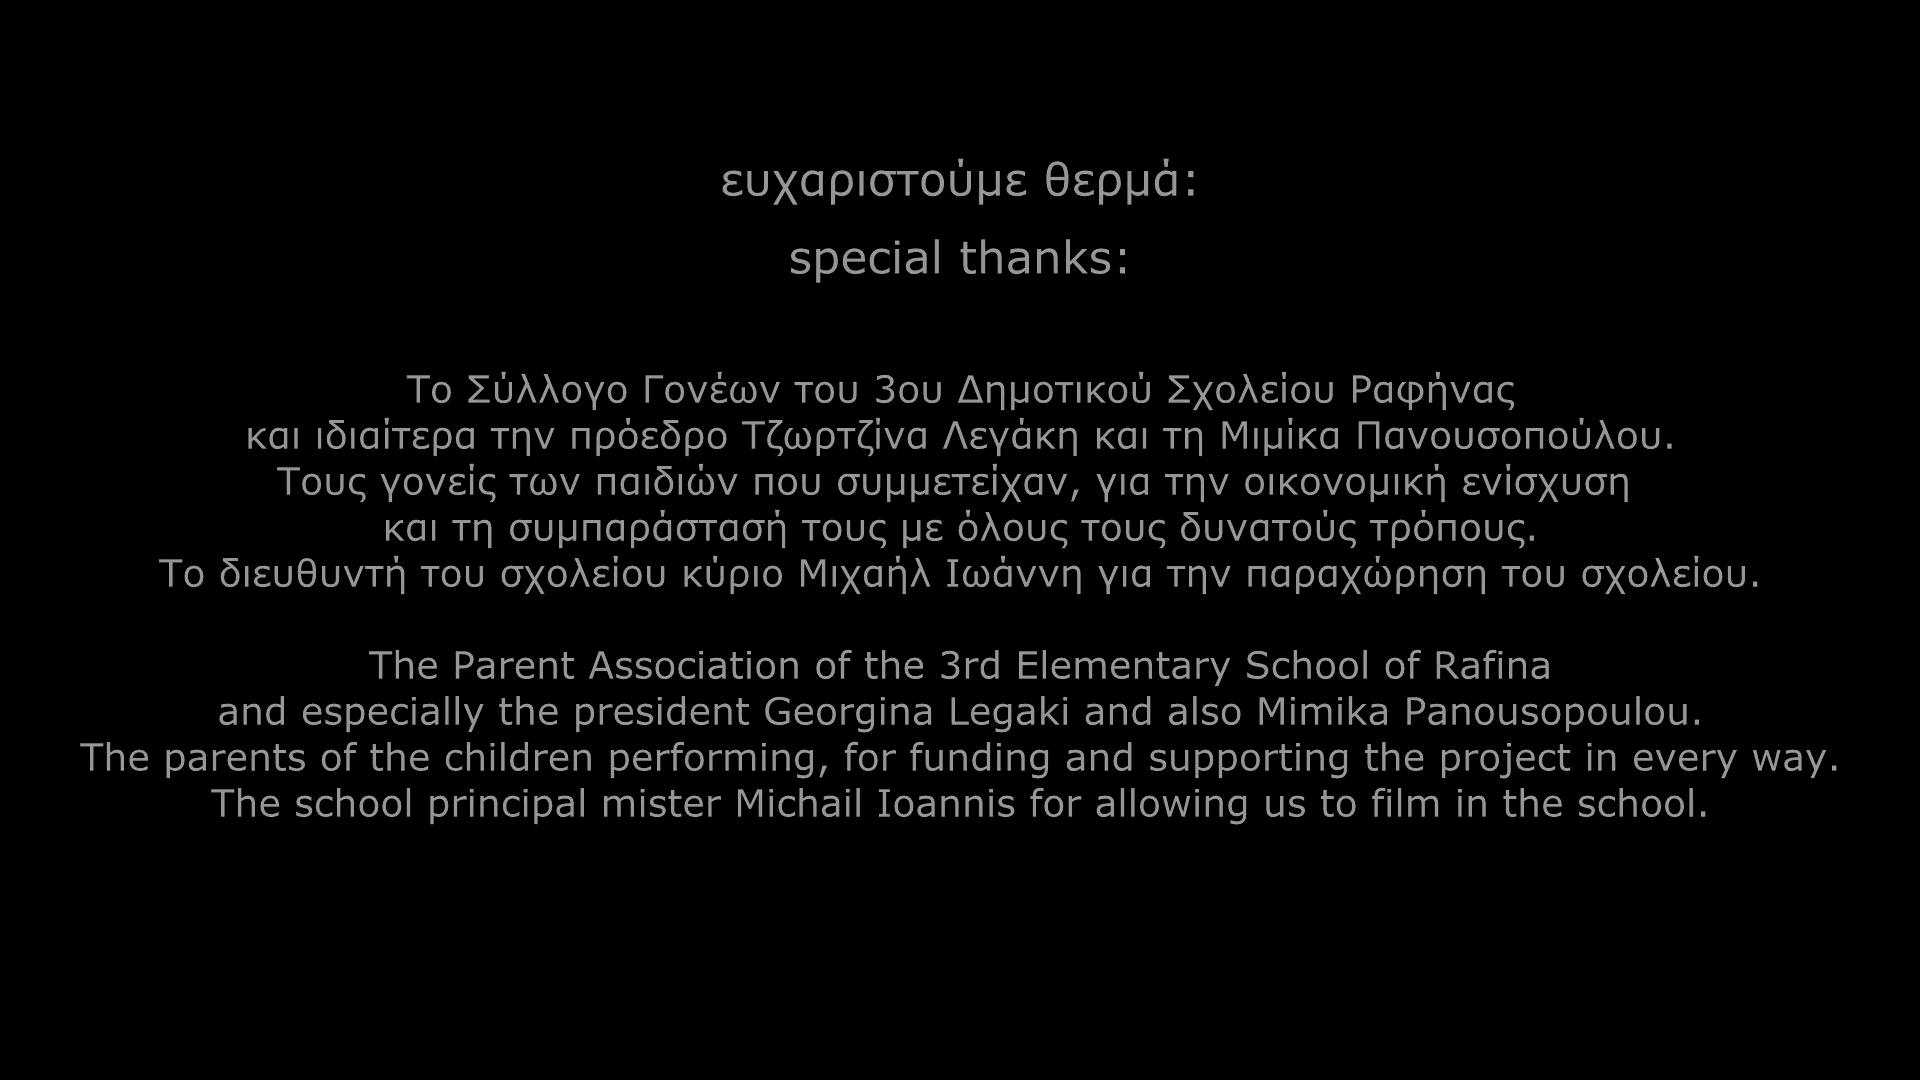 ευχαριστούμε θερμά:
special thanks:
Το Σύλλογο Γονέων του 3ου Δημοτικού Σχολείου Ραφήνας
και ιδιαίτερα την πρόεδρο Τζωρτζίνα Λεγάκη και τη Μιμίκα Πανουσοπούλου.
Τους γονείς των παιδιών που συμμετείχαν, για την οικονομική ενίσχυση
και τη συμπαράστασή τους με όλους τους δυνατούς τρόπους.
Το διευθυντή του σχολείου κύριο Μιχαήλ Ιωάννη για την παραχώρηση του σχολείου.
The Parent Association of the 3rd Elementary School of Rafina
and especially the president Georgina Legaki and also Mimika Panousopoulou.
The parents of the children performing, for funding and supporting the project in every way.
The school principal mister Michail Ioannis for allowing us to film in the school.